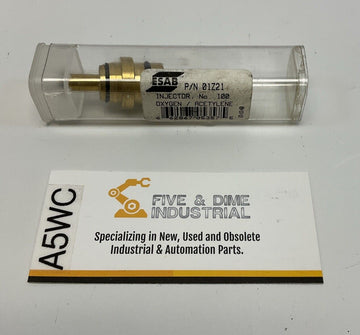 ESAB
P/N 01Z21
INJECTOR, No. 100
OXYGEN / ACETYLENE
A5WC
FIVE & DIME
INDUSTRIAL
Specializing in New, Used and Obsolete
Industrial & Automation Parts.